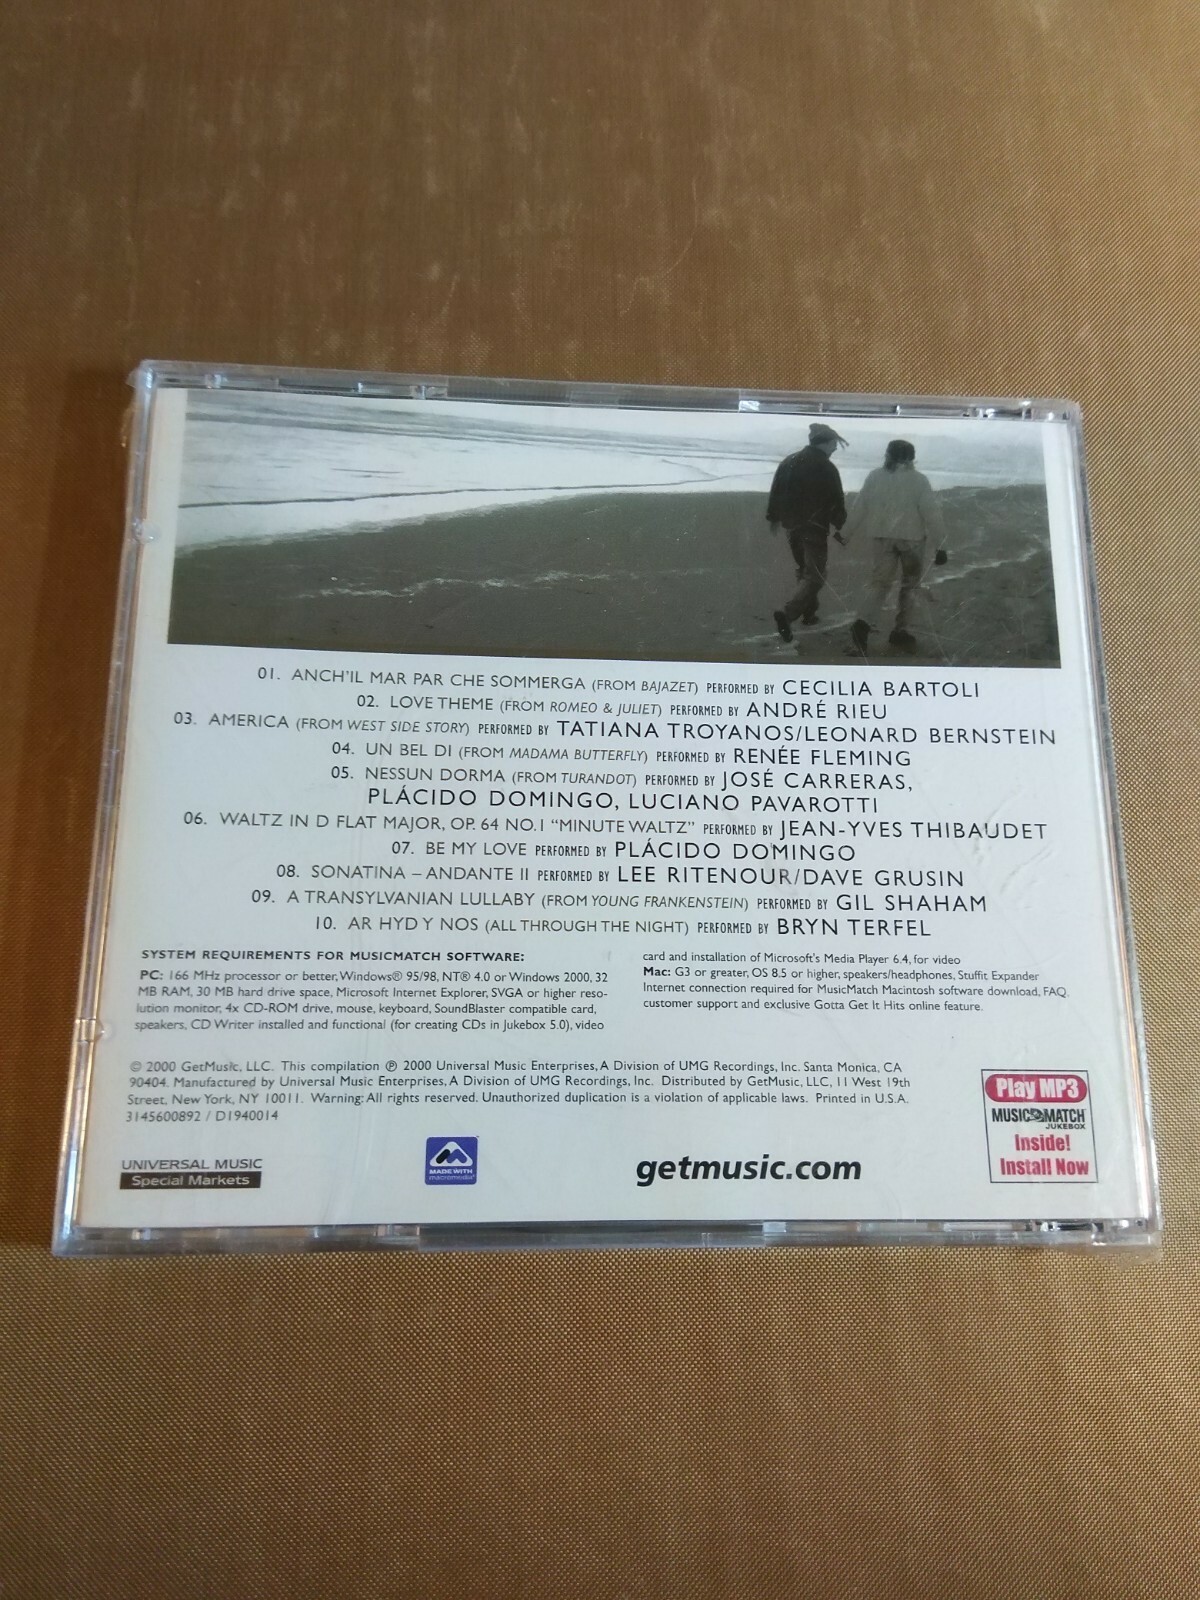 01. ANCH'IL MAR PAR CHE SOMMERGA (FROM BAJAZET) PERFORMED BY CECILIA BARTOLI
02. LOVE THEME (FROM ROMEO & JULIET) PERFORMED BY ANDRÉ RIEU
03. AMERICA (FROM WEST SIDE STORY) PERFORMED BY TATIANA TROYANOS/LEONARD BERNSTEIN
04. UN BEL DI (FROM MADAMA BUTTERFLY) PERFORMED BY RENÉE FLEMING
05. NESSUN DORMA (FROM TURANDOT) PERFORMED BY JOSÉ CARRERAS,
PLÁCIDO DOMINGO, LUCIANO PAVAROTTI
06. WALTZ IN D FLAT MAJOR, OP. 64 NO.1 “MINUTE WALTZ” PERFORMED BY JEAN-YVES THIBAUDET
07. BE MY LOVE PERFORMED BY PLÁCIDO DOMINGO
08. SONATINA – ANDANTE II PERFORMED BY LEE RITENOUR/DAVE GRUSIN
09. A TRANSYLVANIAN LULLABY (FROM YOUNG FRANKENSTEIN) PERFORMED BY GIL SHAHAM
10. AR HYD Y NOS (ALL THROUGH THE NIGHT) PERFORMED BY BRYN TERFEL
SYSTEM REQUIREMENTS FOR MUSICMATCH SOFTWARE:
PC: 166 MHz processor or better, Windows® 95/98, NT® 4.0 or Windows 2000, 32
MB RAM, 30 MB hard drive space, Microsoft Internet Explorer, SVGA or higher reso-
lution monitor, 4x CD-ROM drive, mouse, keyboard, SoundBlaster compatible card,
speakers, CD Writer installed and functional (for creating CDs in Jukebox 5.0), video
card and installation of Microsoft's Media Player 6.4, for video
Mac: G3 or greater, OS 8.5 or higher, speakers/headphones, Stuffit Expander
Internet connection required for MusicMatch Macintosh software download, FAQ,
customer support and exclusive Gotta Get It Hits online feature.
© 2000 GetMusic, LLC. This compilation ℗ 2000 Universal Music Enterprises, A Division of UMG Recordings, Inc. Santa Monica, CA
90404. Manufactured by Universal Music Enterprises, A Division of UMG Recordings, Inc. Distributed by GetMusic, LLC, 11 West 19th
Street, New York, NY 10011. Warning: All rights reserved. Unauthorized duplication is a violation of applicable laws. Printed in U.S.A.
3145600892 / D1940014
UNIVERSAL MUSIC
Special Markets
MADE WITH
macromedia
getmusic.com
Play MP3
MUSICMATCH
JUKEBOX
Inside!
Install Now